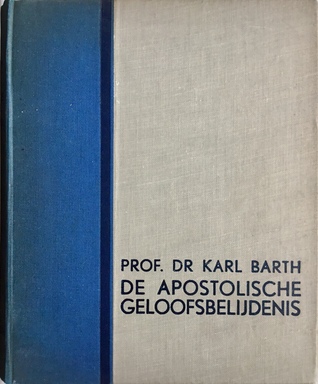 PROF. DR KARL BARTH
DE APOSTOLISCHE
GELOOFSBELIJDENIS